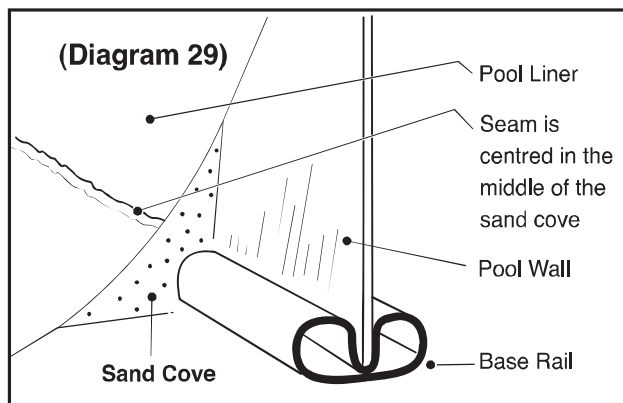 (Diagram 29)
Pool Liner
Seam is
centred in the
middle of the
sand cove
Pool Wall
Base Rail
Sand Cove